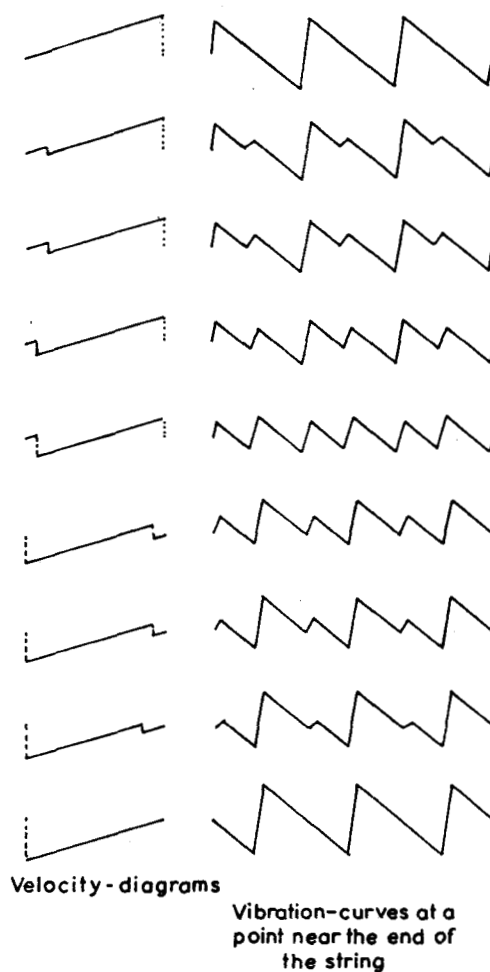 Velocity-diagrams
Vibration-curves at a
point near the end of
the string